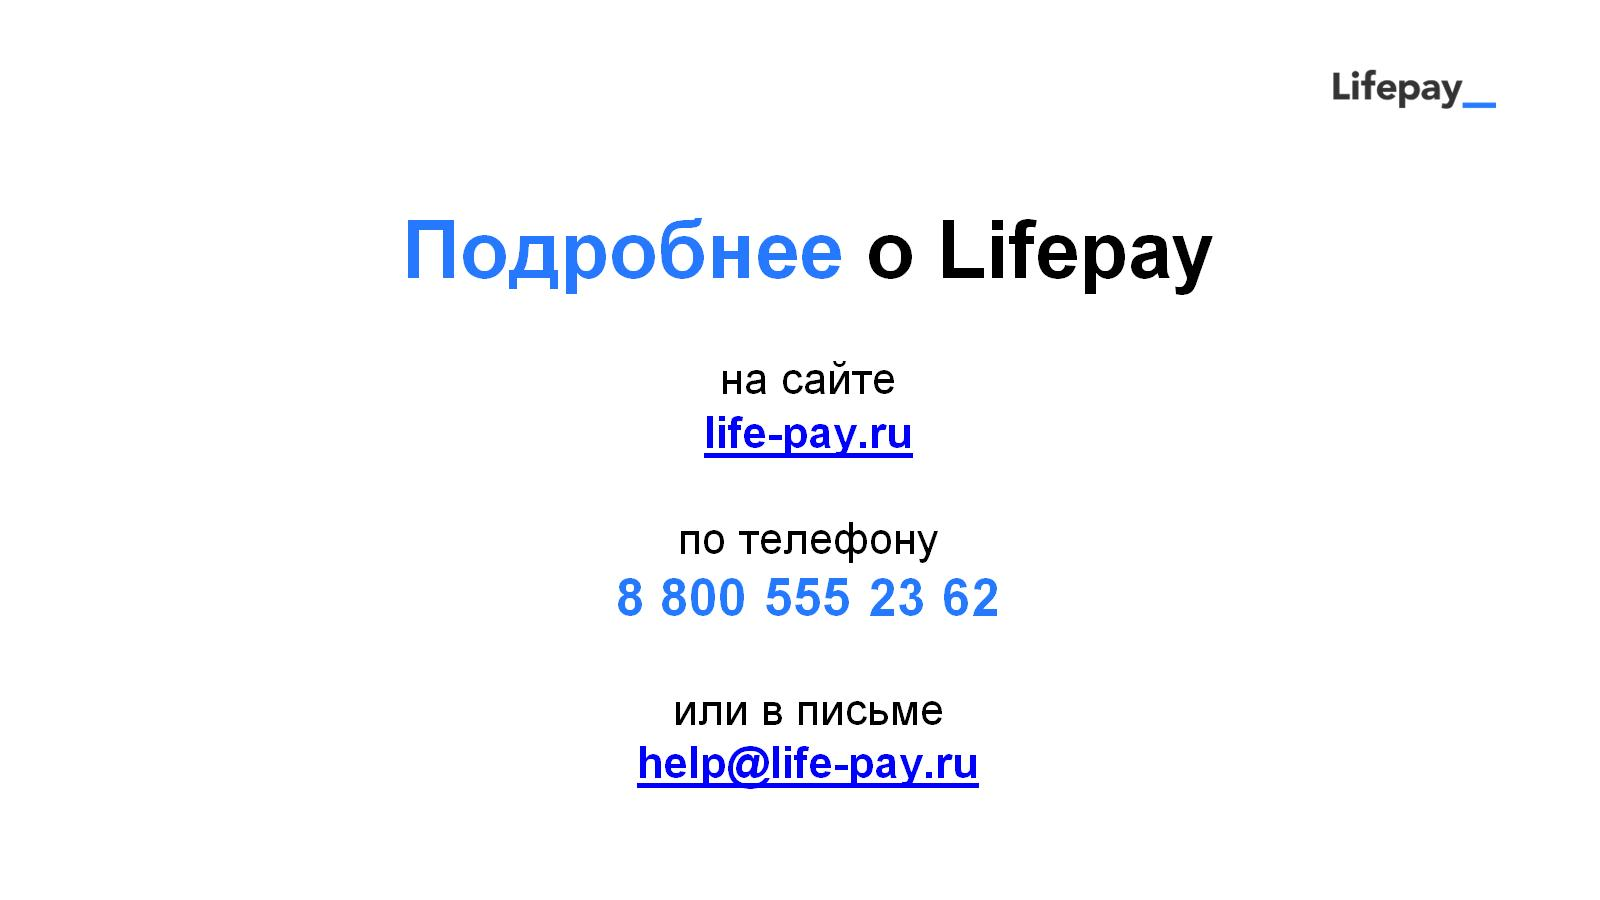 Lifepay_
Подробнее о Lifepay
на сайте
life-pay.ru
по телефону
8 800 555 23 62
или в письме
help@life-pay.ru